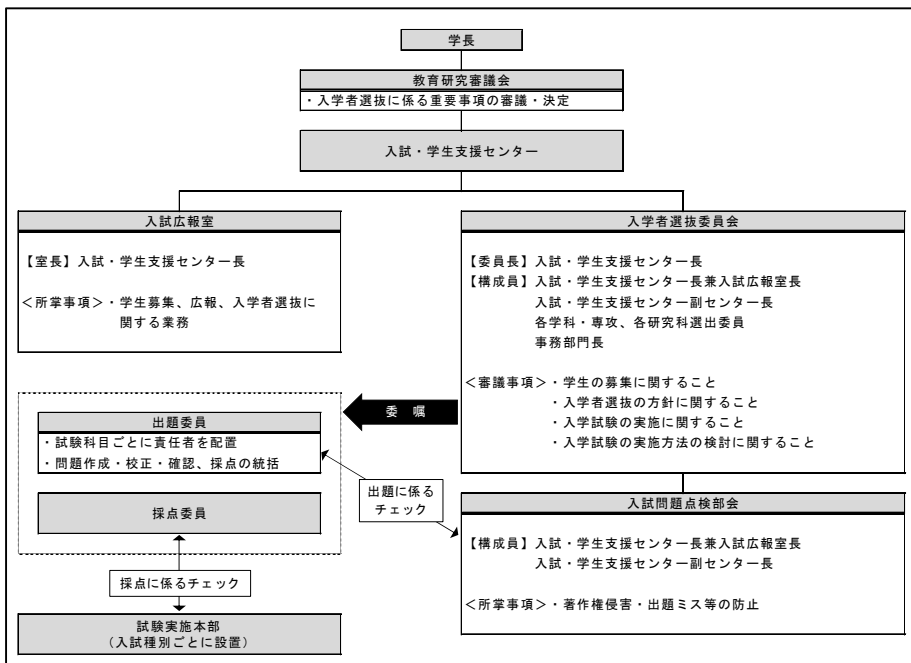 学長
教育研究審議会
・入学者選抜に係る重要事項の審議・決定
入試・学生支援センター
入試広報室
【室長】入試・学生支援センター長
＜所掌事項＞・学生募集、広報、入学者選抜に
関する業務
入学者選抜委員会
【委員長】入試・学生支援センター長
【構成員】入試・学生支援センター長兼入試広報室長
入試・学生支援センター副センター長
各学科・専攻、各研究科選出委員
事務部門長
＜審議事項＞・学生の募集に関すること
・入学者選抜の方針に関すること
・入学試験の実施に関すること
・入学試験の実施方法の検討に関すること
委 嘱
出題委員
・試験科目ごとに責任者を配置
・問題作成・校正・確認、採点の統括
採点委員
出題に係る
チェック
入試問題点検部会
【構成員】入試・学生支援センター長兼入試広報室長
入試・学生支援センター副センター長
＜所掌事項＞・著作権侵害・出題ミス等の防止
採点に係るチェック
試験実施本部
（入試種別ごとに設置）